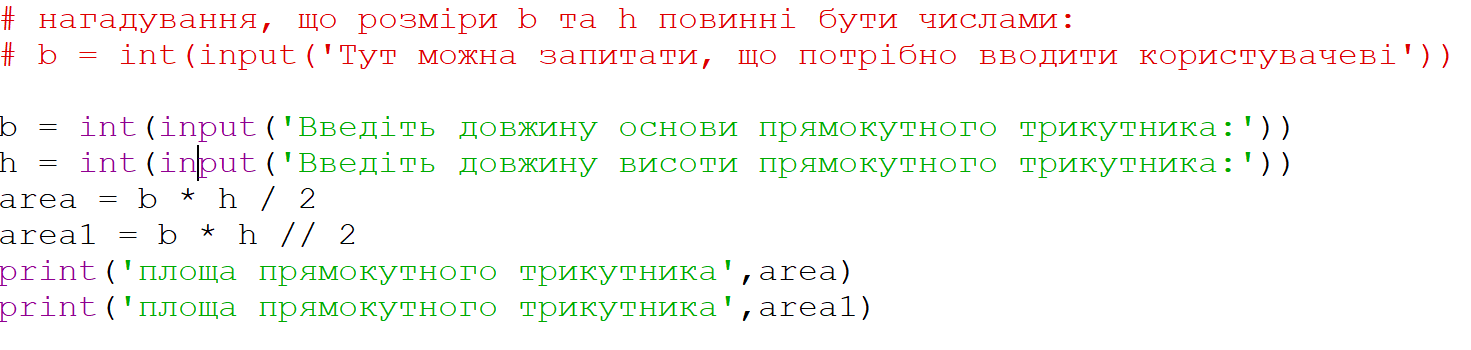 # нагадування, що розміри b та h повинні бути числами:
# b = int(input('Тут можна запитати, що потрібно вводити користувачеві'))
b = int(input('Введіть довжину основи прямокутного трикутника:'))
h = int(input('Введіть довжину висоти прямокутного трикутника:'))
area = b * h / 2
area1 = b * h // 2
print('площа прямокутного трикутника',area)
print('площа прямокутного трикутника',area1)